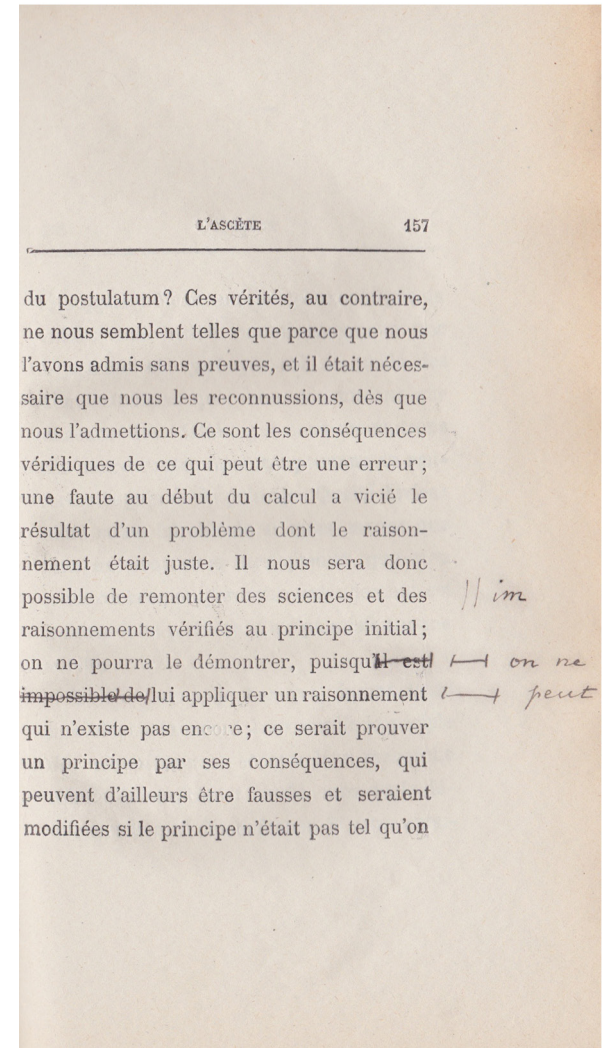 L'ASCÈTE 157
du postulatum ? Ces vérités, au contraire,
ne nous semblent telles que parce que nous
l'avons admis sans preuves, et il était néces-
saire que nous les reconnussions, dès que
nous l'admettions. Ce sont les conséquences
véridiques de ce qui peut être une erreur ;
une faute au début du calcul a vicié le
résultat d'un problème dont le raison-
nement était juste. Il nous sera donc
possible de remonter des sciences et des // im
raisonnements vérifiés au principe initial ;
on ne pourra le démontrer, puisqu'il est on ne
impossible de lui appliquer un raisonnement peut
qui n'existe pas encore ; ce serait prouver
un principe par ses conséquences, qui
peuvent d'ailleurs être fausses et seraient
modifiées si le principe n'était pas tel qu'on